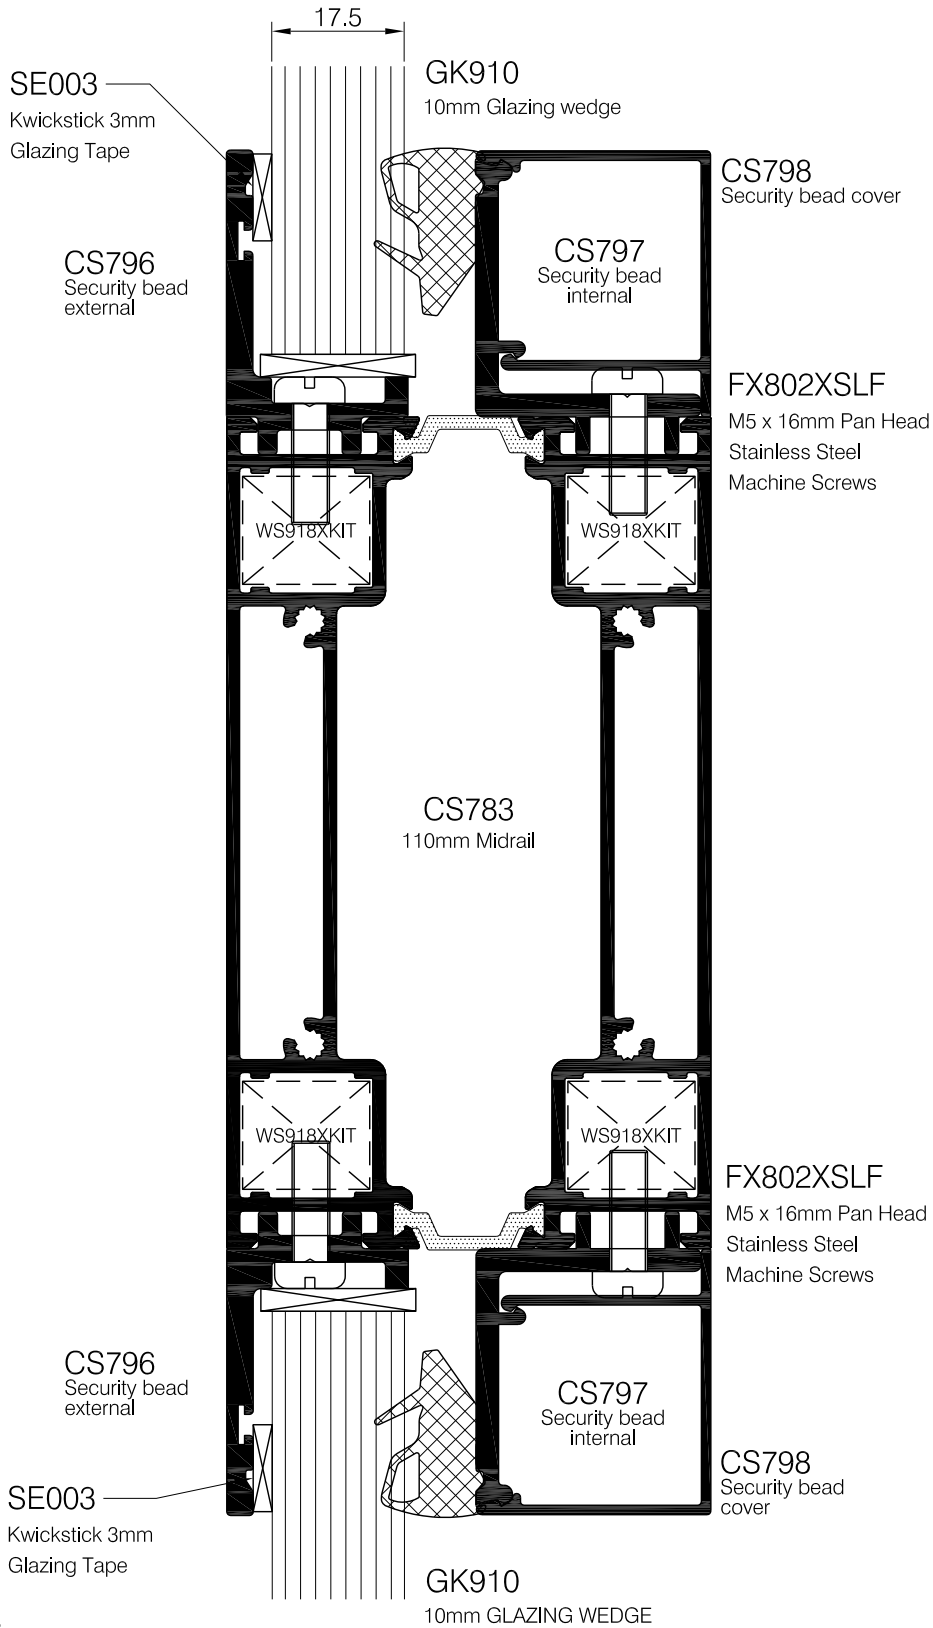 17.5
SE003
Kwickstick 3mm
Glazing Tape
GK910
10mm Glazing wedge
CS798
Security bead cover
CS796
Security bead
external
CS797
Security bead
internal
FX802XSLF
M5 x 16mm Pan Head
Stainless Steel
Machine Screws
WS918XKIT
WS918XKIT
CS783
110mm Midrail
WS918XKIT
WS918XKIT
FX802XSLF
M5 x 16mm Pan Head
Stainless Steel
Machine Screws
CS796
Security bead
external
CS797
Security bead
internal
CS798
Security bead
cover
SE003
Kwickstick 3mm
Glazing Tape
GK910
10mm GLAZING WEDGE